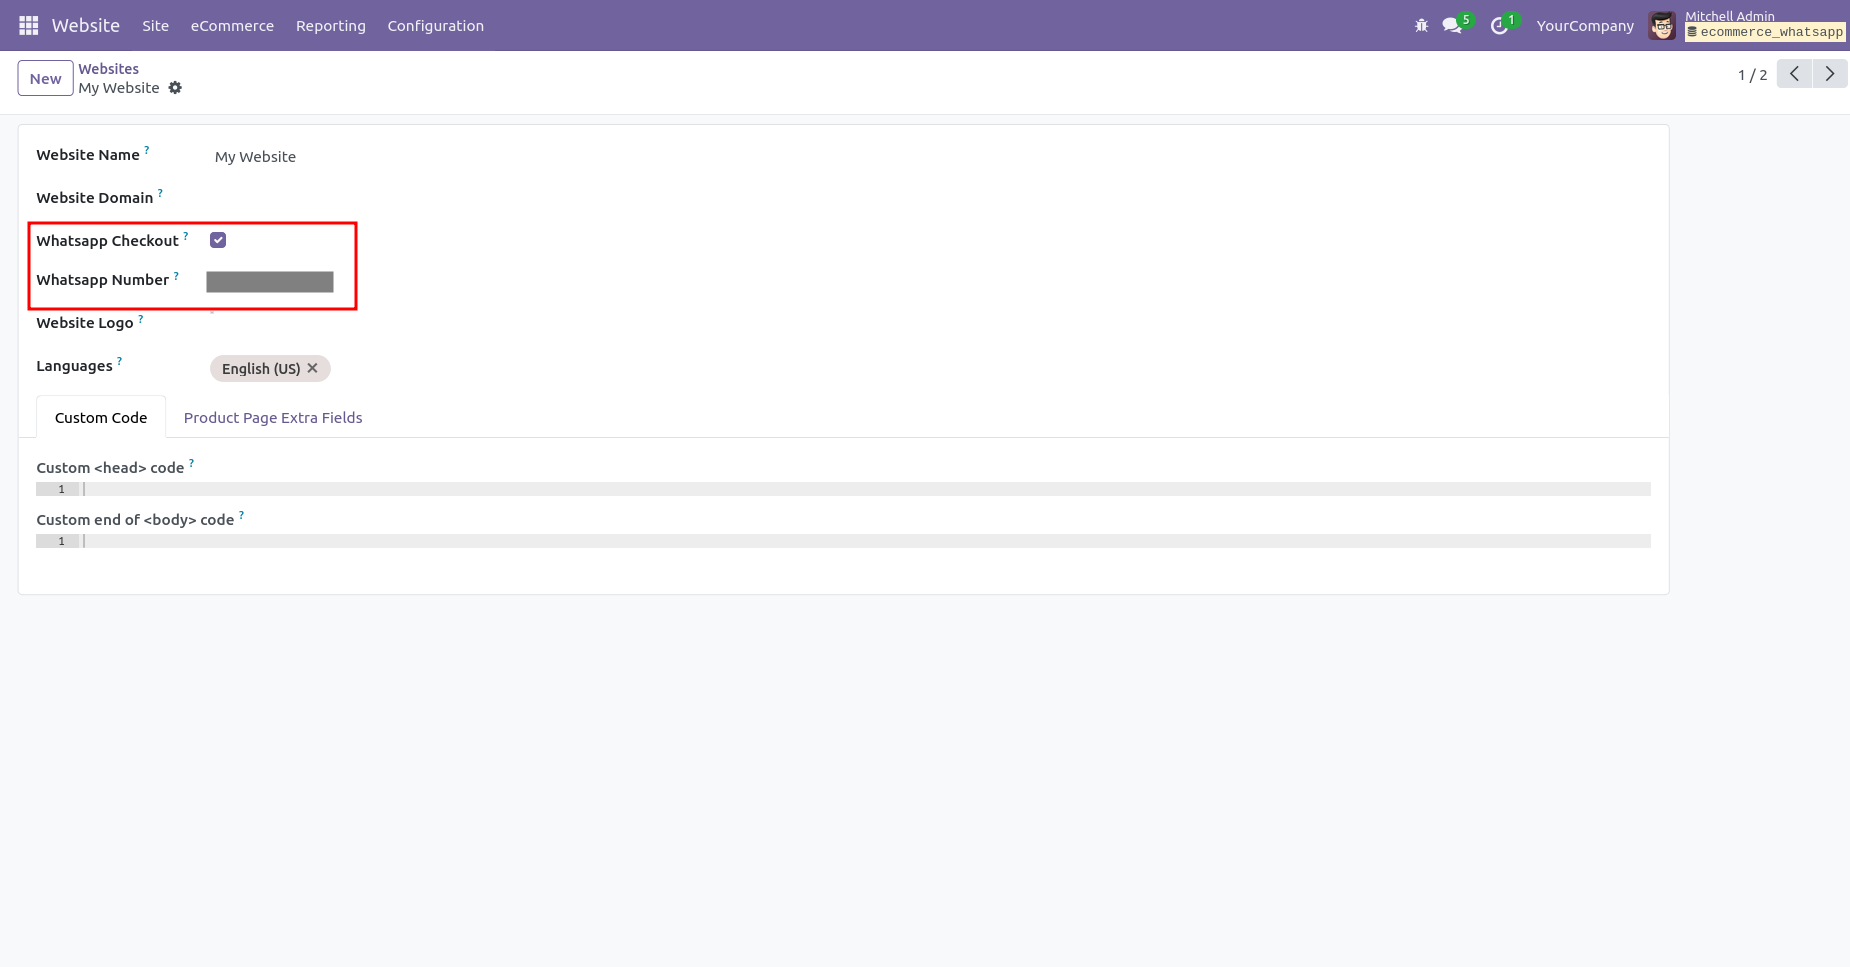 Website Site eCommerce Reporting Configuration 5 1 YourCompany Mitchell Admin
ecommerce_whatsapp
New Websites
My Website
1 / 2
Website Name ? My Website
Website Domain ?
Whatsapp Checkout ?
Whatsapp Number ?
Website Logo ?
Languages ? English (US) ✕
Custom Code Product Page Extra Fields
Custom <head> code ?
1
Custom end of <body> code ?
1